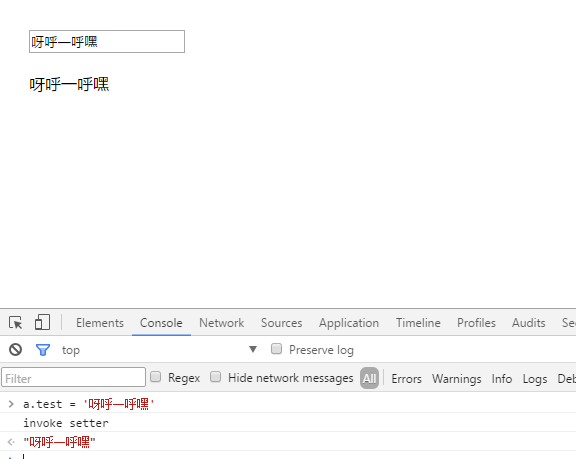 呀呼一呼嘿
呀呼一呼嘿
Elements Console Network Sources Application Timeline Profiles Audits Se
top Preserve log
Filter Regex Hide network messages All Errors Warnings Info Logs Deb
a.test = '呀呼一呼嘿'
invoke setter
"呀呼一呼嘿"